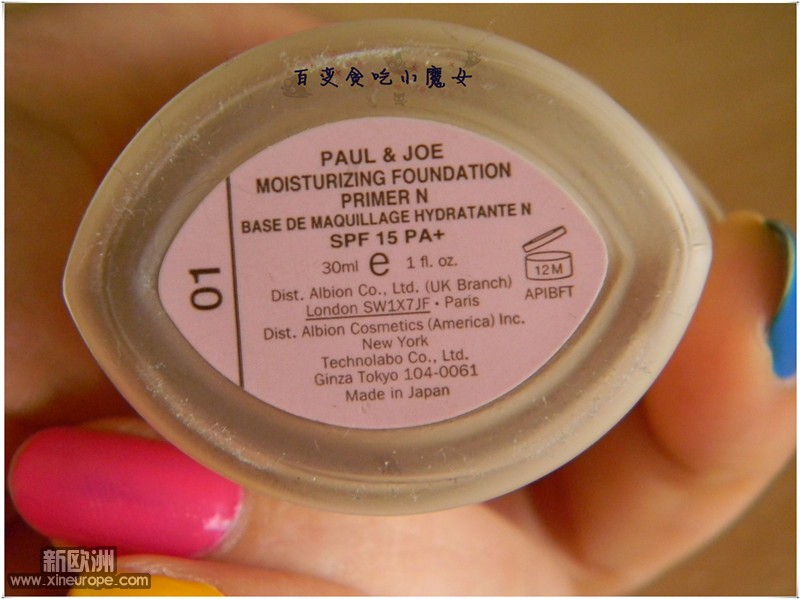 百变贪吃小魔女
PAUL & JOE
MOISTURIZING FOUNDATION
PRIMER N
BASE DE MAQUILLAGE HYDRATANTE N
SPF 15 PA+
30ml e 1 fl. oz.
Dist. Albion Co., Ltd. (UK Branch)
London SW1X7JF • Paris
Dist. Albion Cosmetics (America) Inc.
New York
Technolabo Co., Ltd.
Ginza Tokyo 104-0061
Made in Japan
01
12M
APIBFT
新欧洲
www.xineurope.com